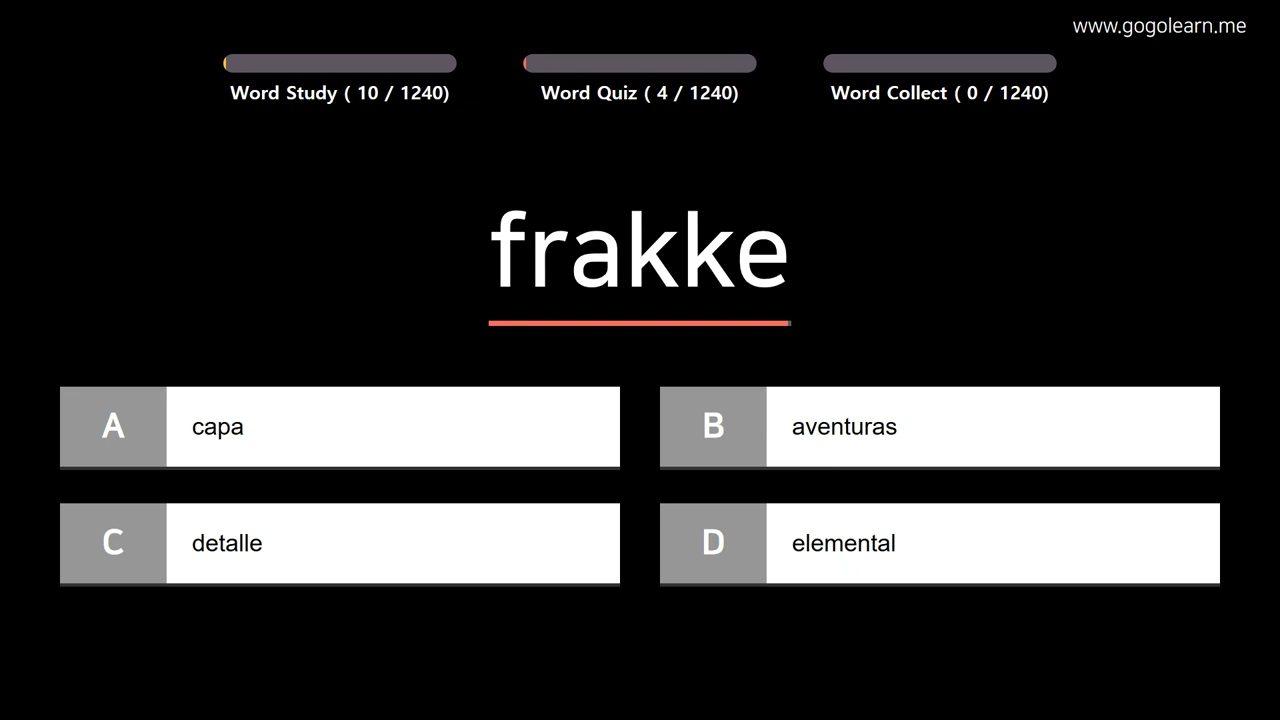 www.gogolearn.me
Word Study ( 10 / 1240)
Word Quiz ( 4 / 1240)
Word Collect ( 0 / 1240)
frakke
A capa
B aventuras
C detalle
D elemental